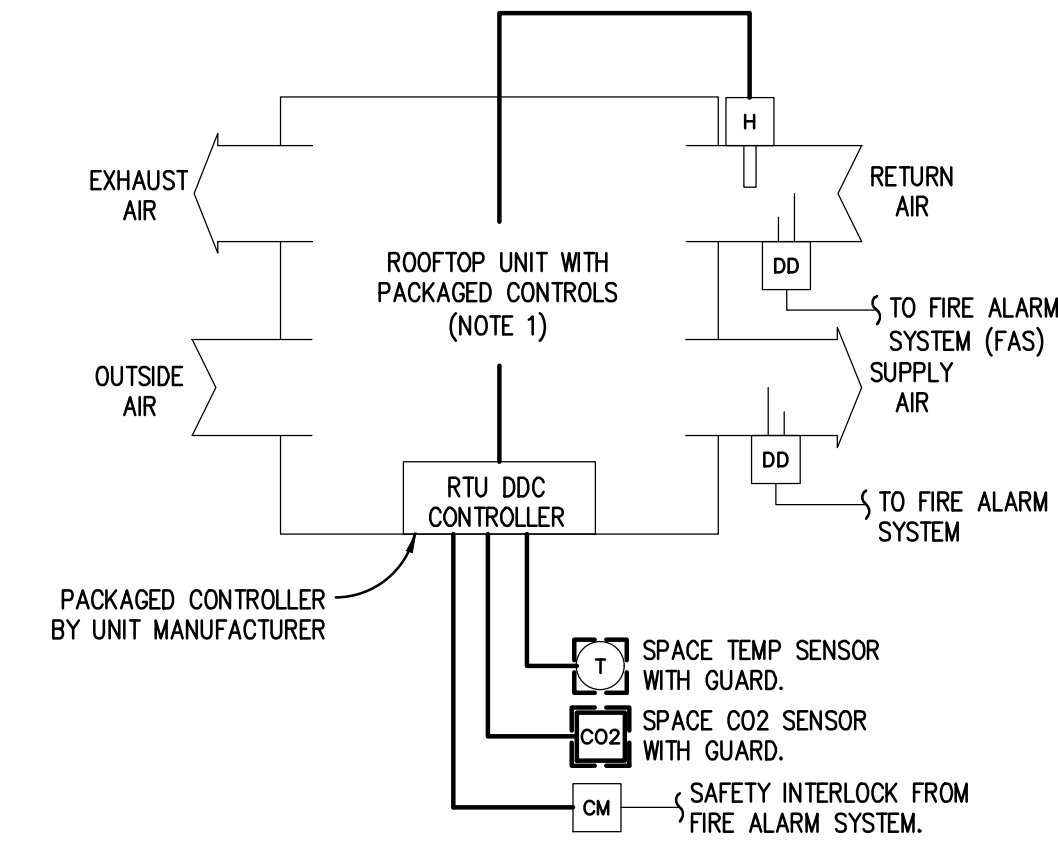 H
EXHAUST
AIR
RETURN
AIR
ROOFTOP UNIT WITH
PACKAGED CONTROLS
(NOTE 1)
DD
TO FIRE ALARM
SYSTEM (FAS)
OUTSIDE
AIR
SUPPLY
AIR
DD
TO FIRE ALARM
SYSTEM
RTU DDC
CONTROLLER
PACKAGED CONTROLLER
BY UNIT MANUFACTURER
T
SPACE TEMP SENSOR
WITH GUARD.
CO2
SPACE CO2 SENSOR
WITH GUARD.
CM
SAFETY INTERLOCK FROM
FIRE ALARM SYSTEM.